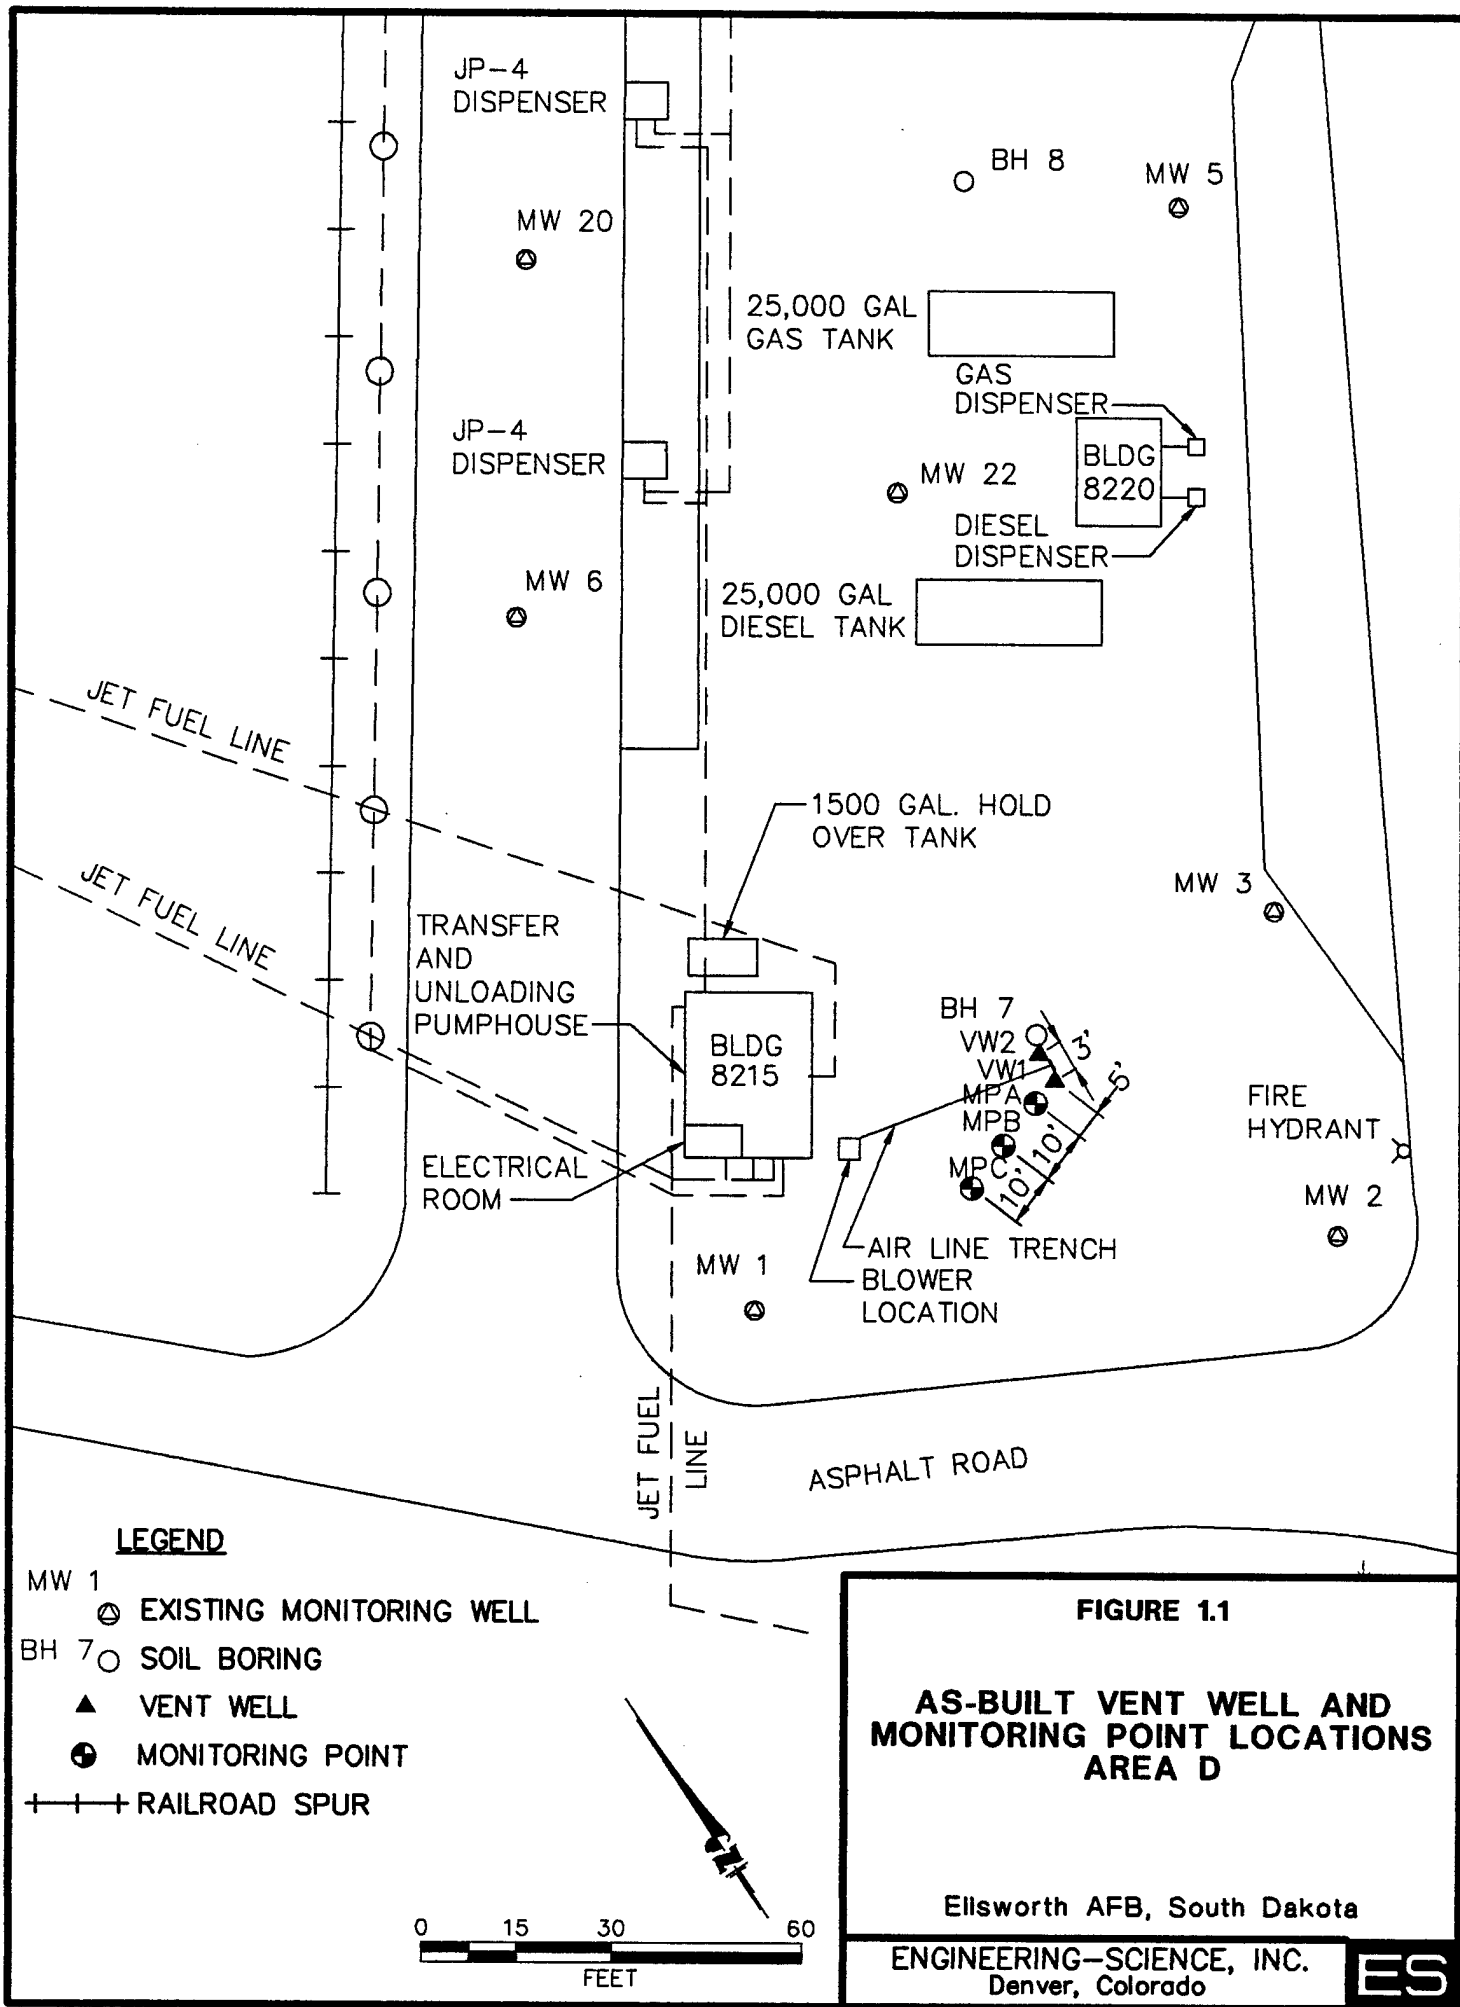 JP-4
DISPENSER
BH 8
MW 5
MW 20
25,000 GAL
GAS TANK
GAS
DISPENSER
JP-4
DISPENSER
BLDG
8220
MW 22
DIESEL
DISPENSER
MW 6
25,000 GAL
DIESEL TANK
JET FUEL LINE
1500 GAL. HOLD
OVER TANK
JET FUEL LINE
MW 3
TRANSFER
AND
UNLOADING
PUMPHOUSE
BLDG
8215
BH 7
VW2
VW1
MPA
MPB
MPC
3'
5'
10'
10'
FIRE
HYDRANT
ELECTRICAL
ROOM
MW 2
AIR LINE TRENCH
BLOWER
LOCATION
MW 1
JET FUEL
LINE
ASPHALT ROAD
LEGEND
MW 1
EXISTING MONITORING WELL
BH 7
SOIL BORING
VENT WELL
MONITORING POINT
RAILROAD SPUR
N
0 15 30 60
FEET
FIGURE 1.1
AS-BUILT VENT WELL AND
MONITORING POINT LOCATIONS
AREA D
Ellsworth AFB, South Dakota
ENGINEERING-SCIENCE, INC.
Denver, Colorado
ES